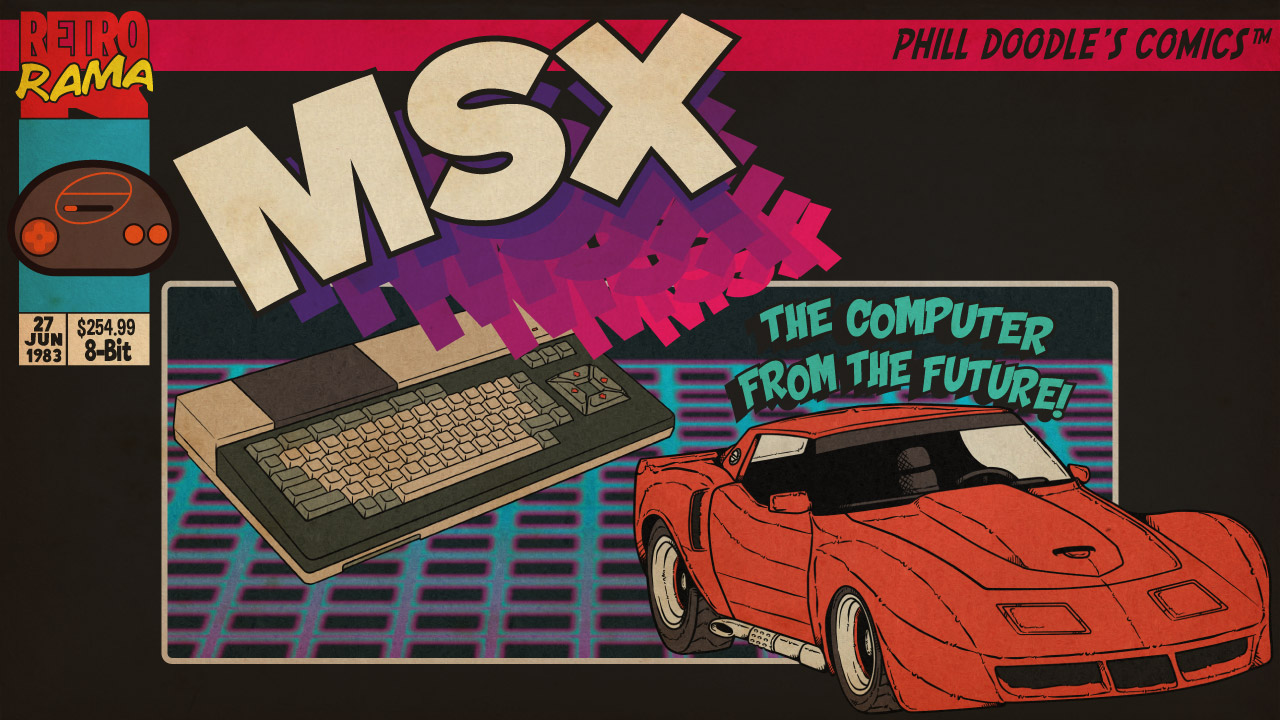 RETRO
RAMA
PHILL DOODLE'S COMICS™
MSX
27
JUN
1983
$254.99
8-Bit
THE COMPUTER
FROM THE FUTURE!